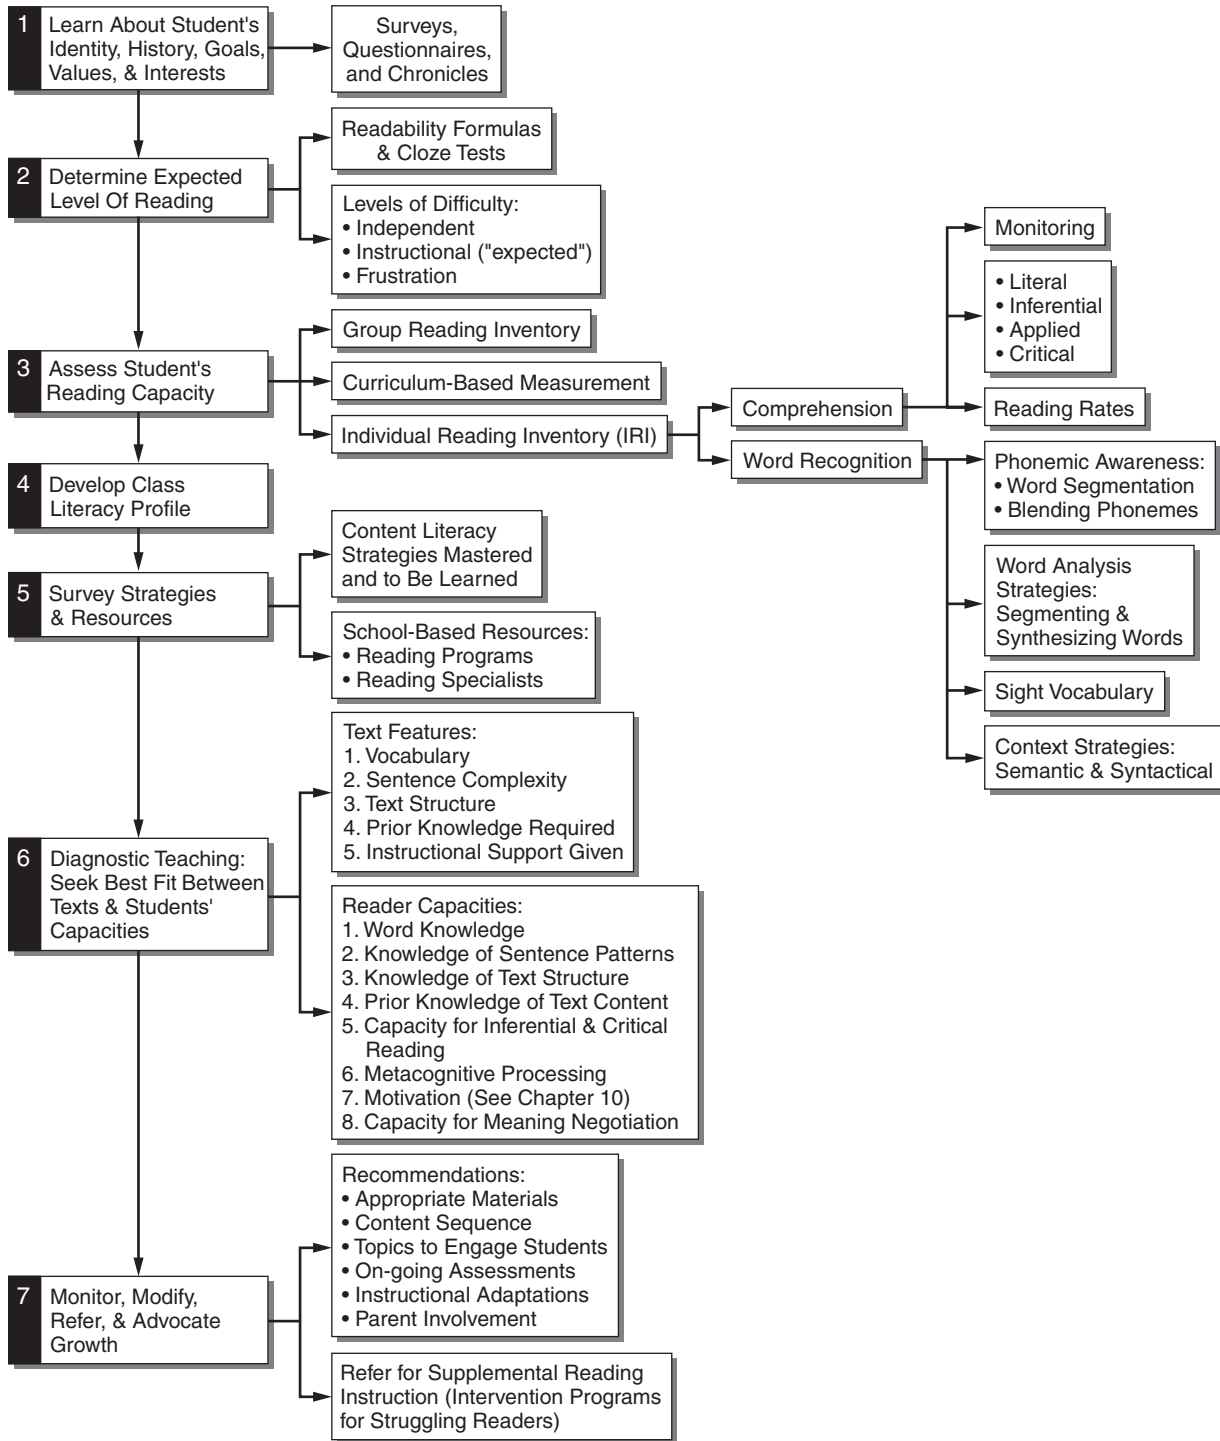 1
Learn About Student's
Identity, History, Goals,
Values, & Interests
Surveys,
Questionnaires,
and Chronicles
2
Determine Expected
Level Of Reading
Readability Formulas
& Cloze Tests
Levels of Difficulty:
• Independent
• Instructional ("expected")
• Frustration
3
Assess Student's
Reading Capacity
Group Reading Inventory
Curriculum-Based Measurement
Individual Reading Inventory (IRI)
Comprehension
Monitoring
• Literal
• Inferential
• Applied
• Critical
Reading Rates
Word Recognition
Phonemic Awareness:
• Word Segmentation
• Blending Phonemes
Word Analysis
Strategies:
Segmenting &
Synthesizing Words
Sight Vocabulary
Context Strategies:
Semantic & Syntactical
4
Develop Class
Literacy Profile
5
Survey Strategies
& Resources
Content Literacy
Strategies Mastered
and to Be Learned
School-Based Resources:
• Reading Programs
• Reading Specialists
6
Diagnostic Teaching:
Seek Best Fit Between
Texts & Students'
Capacities
Text Features:
1. Vocabulary
2. Sentence Complexity
3. Text Structure
4. Prior Knowledge Required
5. Instructional Support Given
Reader Capacities:
1. Word Knowledge
2. Knowledge of Sentence Patterns
3. Knowledge of Text Structure
4. Prior Knowledge of Text Content
5. Capacity for Inferential & Critical
Reading
6. Metacognitive Processing
7. Motivation (See Chapter 10)
8. Capacity for Meaning Negotiation
7
Monitor, Modify,
Refer, & Advocate
Growth
Recommendations:
• Appropriate Materials
• Content Sequence
• Topics to Engage Students
• On-going Assessments
• Instructional Adaptations
• Parent Involvement
Refer for Supplemental Reading
Instruction (Intervention Programs
for Struggling Readers)